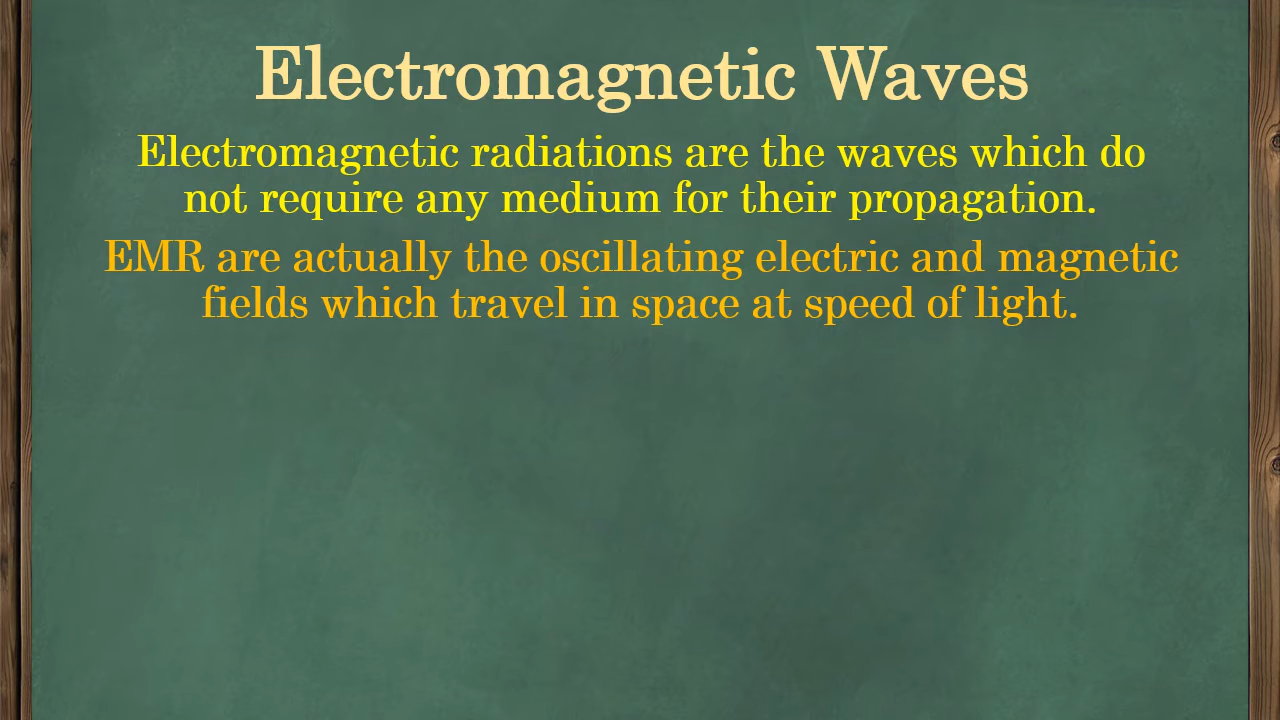 Electromagnetic Waves
Electromagnetic radiations are the waves which do
not require any medium for their propagation.
EMR are actually the oscillating electric and magnetic
fields which travel in space at speed of light.